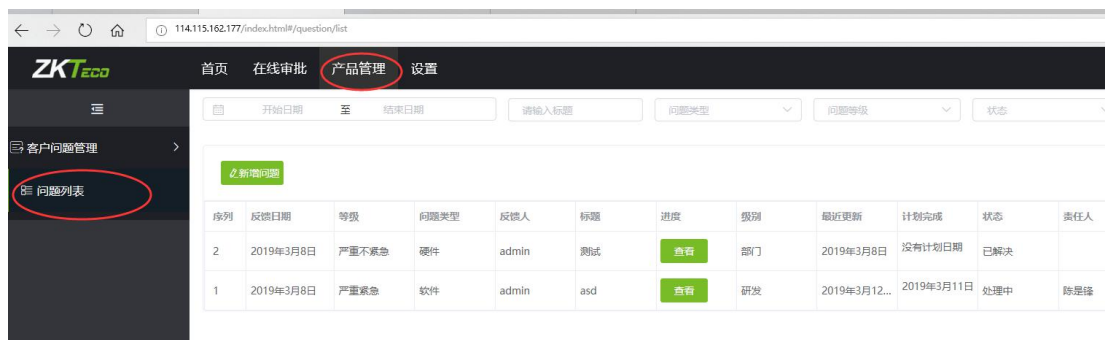 114.115.162.177/index.html#/question/list
ZKTeco
首页 在线审批 产品管理 设置
开始日期 至 结束日期 请输入标题 问题类型 问题等级 状态
客户问题管理
新增问题
问题列表
序列 反馈日期 等级 问题类型 反馈人 标题 进度 级别 最近更新 计划完成 状态 责任人
2 2019年3月8日 严重不紧急 硬件 admin 测试 查看 部门 2019年3月8日 没有计划日期 已解决
1 2019年3月8日 严重紧急 软件 admin asd 查看 研发 2019年3月12... 2019年3月11日 处理中 陈是锋